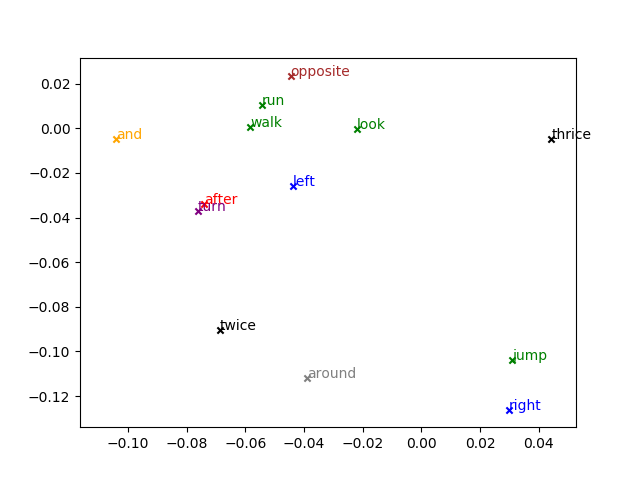 opposite
0.02
run
walk
look
0.00
and
thrice
−0.02
left
after
turn
−0.04
−0.06
−0.08
twice
−0.10
jump
around
−0.12
right
−0.10
−0.08
−0.06
−0.04
−0.02
0.00
0.02
0.04